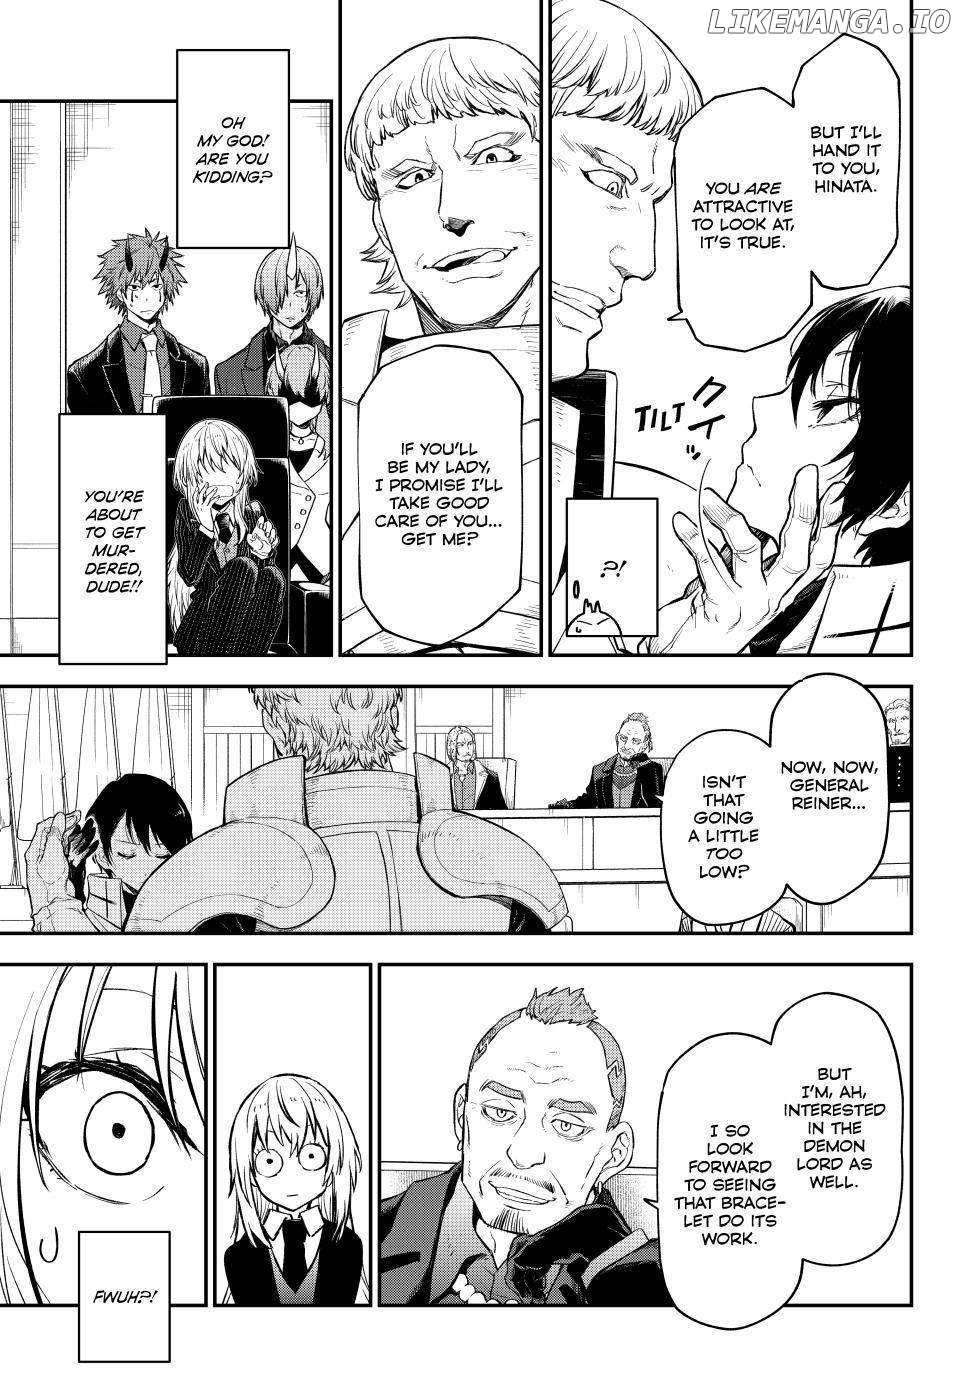 LIKEMANGA.IO
BUT I'LL
HAND IT
TO YOU,
HINATA.
YOU ARE
ATTRACTIVE
TO LOOK AT,
IT'S TRUE.
TILT
クイッ
?!
IF YOU'LL
BE MY LADY,
I PROMISE I'LL
TAKE GOOD
CARE OF YOU...
GET ME?
OH
MY GOD!
ARE YOU
KIDDING?
YOU'RE
ABOUT
TO GET
MUR-
DERED,
DUDE!!
NOW, NOW,
GENERAL
REINER...
ISN'T
THAT
GOING
A LITTLE
TOO
LOW?
BUT
I'M, AH,
INTERESTED
IN THE
DEMON
LORD AS
WELL.
I SO
LOOK
FORWARD
TO SEEING
THAT BRACE-
LET DO ITS
WORK.
FWUH?!